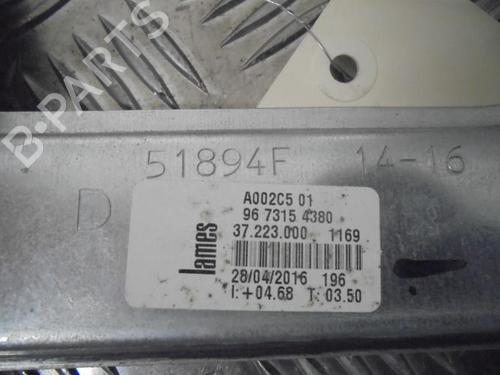 B-PARTS
51894F 14-16
D
A002C5 01
96 7315 4380
37.223.000 1169
lames
28/04/2016 196
I:+04.68 T: 03.50